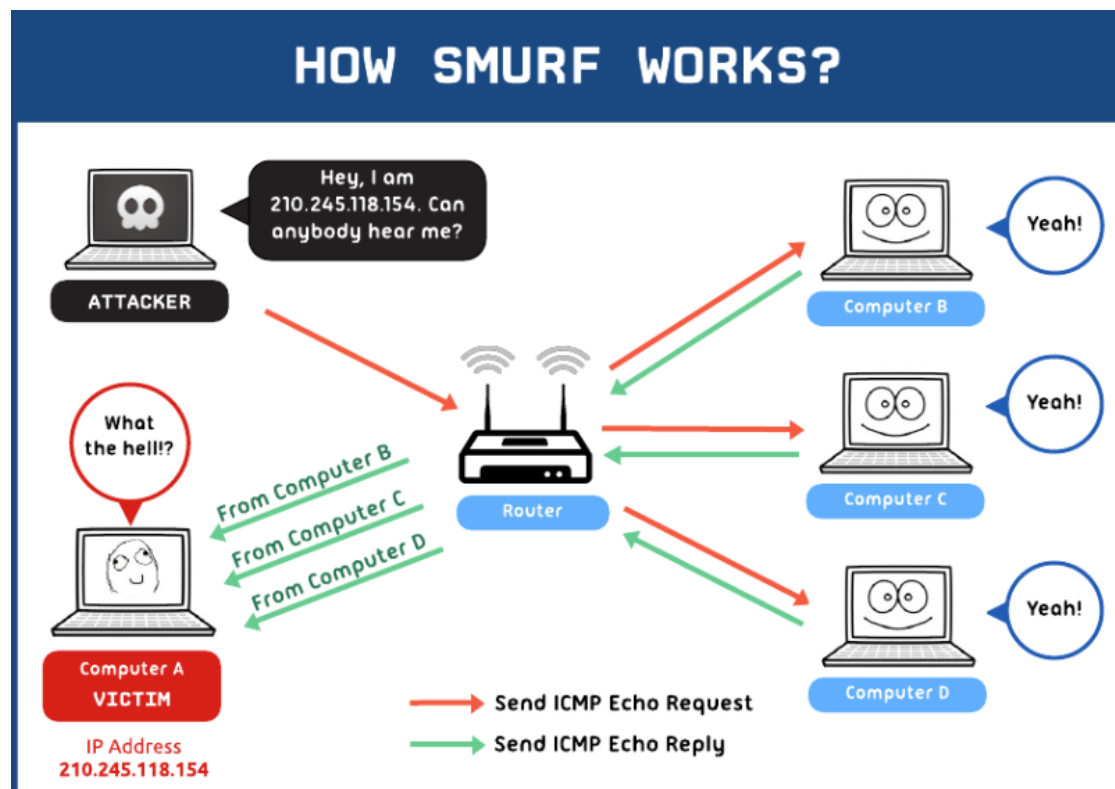 HOW SMURF WORKS?
Hey, I am
210.245.118.154. Can
anybody hear me?
ATTACKER
Yeah!
Computer B
What
the hell!?
Yeah!
Computer C
From Computer B
From Computer C
From Computer D
Router
Yeah!
Computer D
Computer A
VICTIM
IP Address
210.245.118.154
Send ICMP Echo Request
Send ICMP Echo Reply